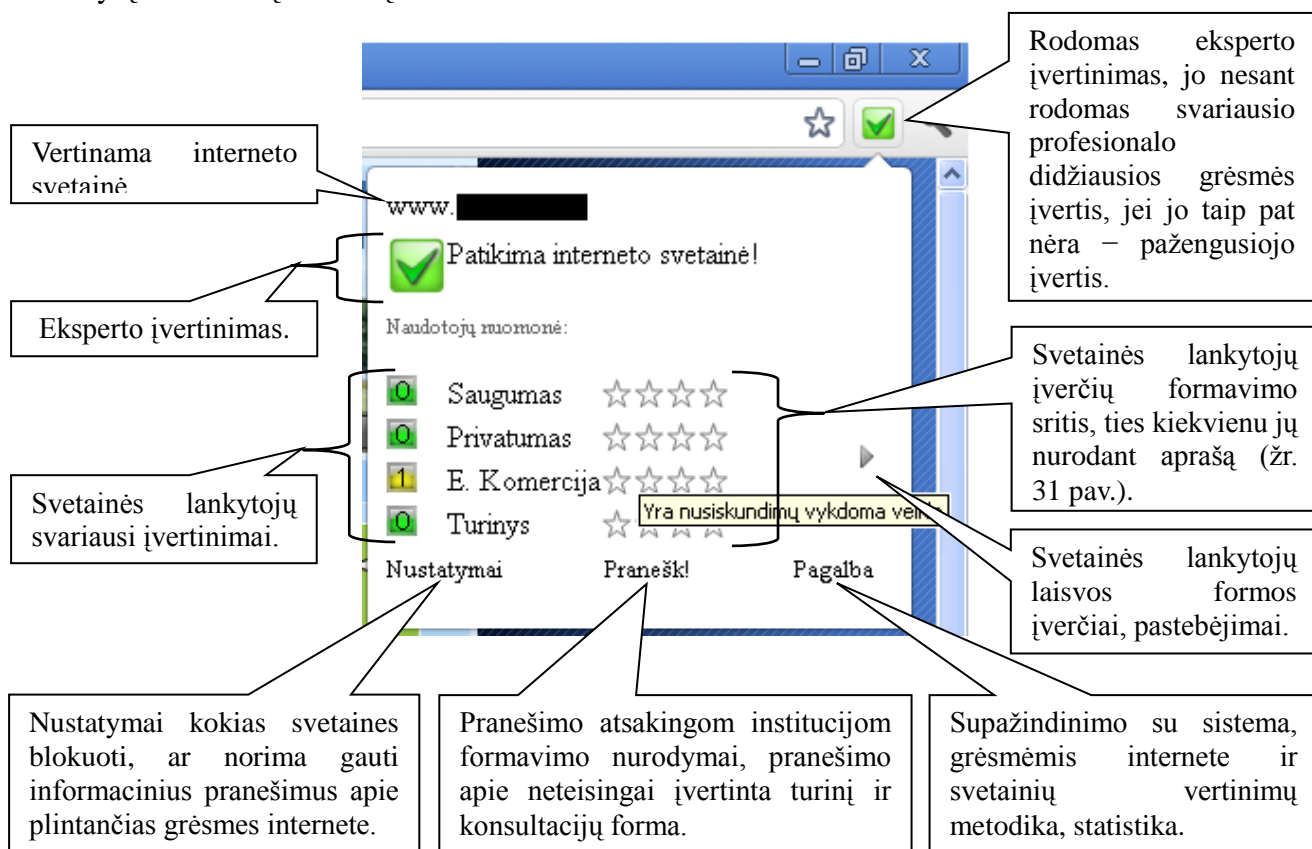 Rodomas eksperto
įvertinimas, jo nesant
rodomas svariausio
profesionalo
didžiausios grėsmės
įvertis, jei jo taip pat
nėra − pažengusiojo
įvertis.
Vertinama interneto
svetainė
www.
Patikima interneto svetainė!
Eksperto įvertinimas.
Naudotojų nuomonė:
0 Saugumas
0 Privatumas
1 E. Komercija
0 Turinys
Yra nusiskundimų vykdoma
Svetainės lankytojų
įverčių formavimo
sritis, ties kiekvienu jų
nurodant aprašą (žr.
31 pav.).
Svetainės lankytojų
svariausi įvertinimai.
Svetainės lankytojų
laisvos formos
įverčiai, pastebėjimai.
Nustatymai Pranešk! Pagalba
Nustatymai kokias svetaines
blokuoti, ar norima gauti
informacinius pranešimus apie
plintančias grėsmes internete.
Pranešimo atsakingom institucijom
formavimo nurodymai, pranešimo
apie neteisingai įvertinta turinį ir
konsultacijų forma.
Supažindinimo su sistema,
grėsmėmis internete ir
svetainių vertinimų
metodika, statistika.